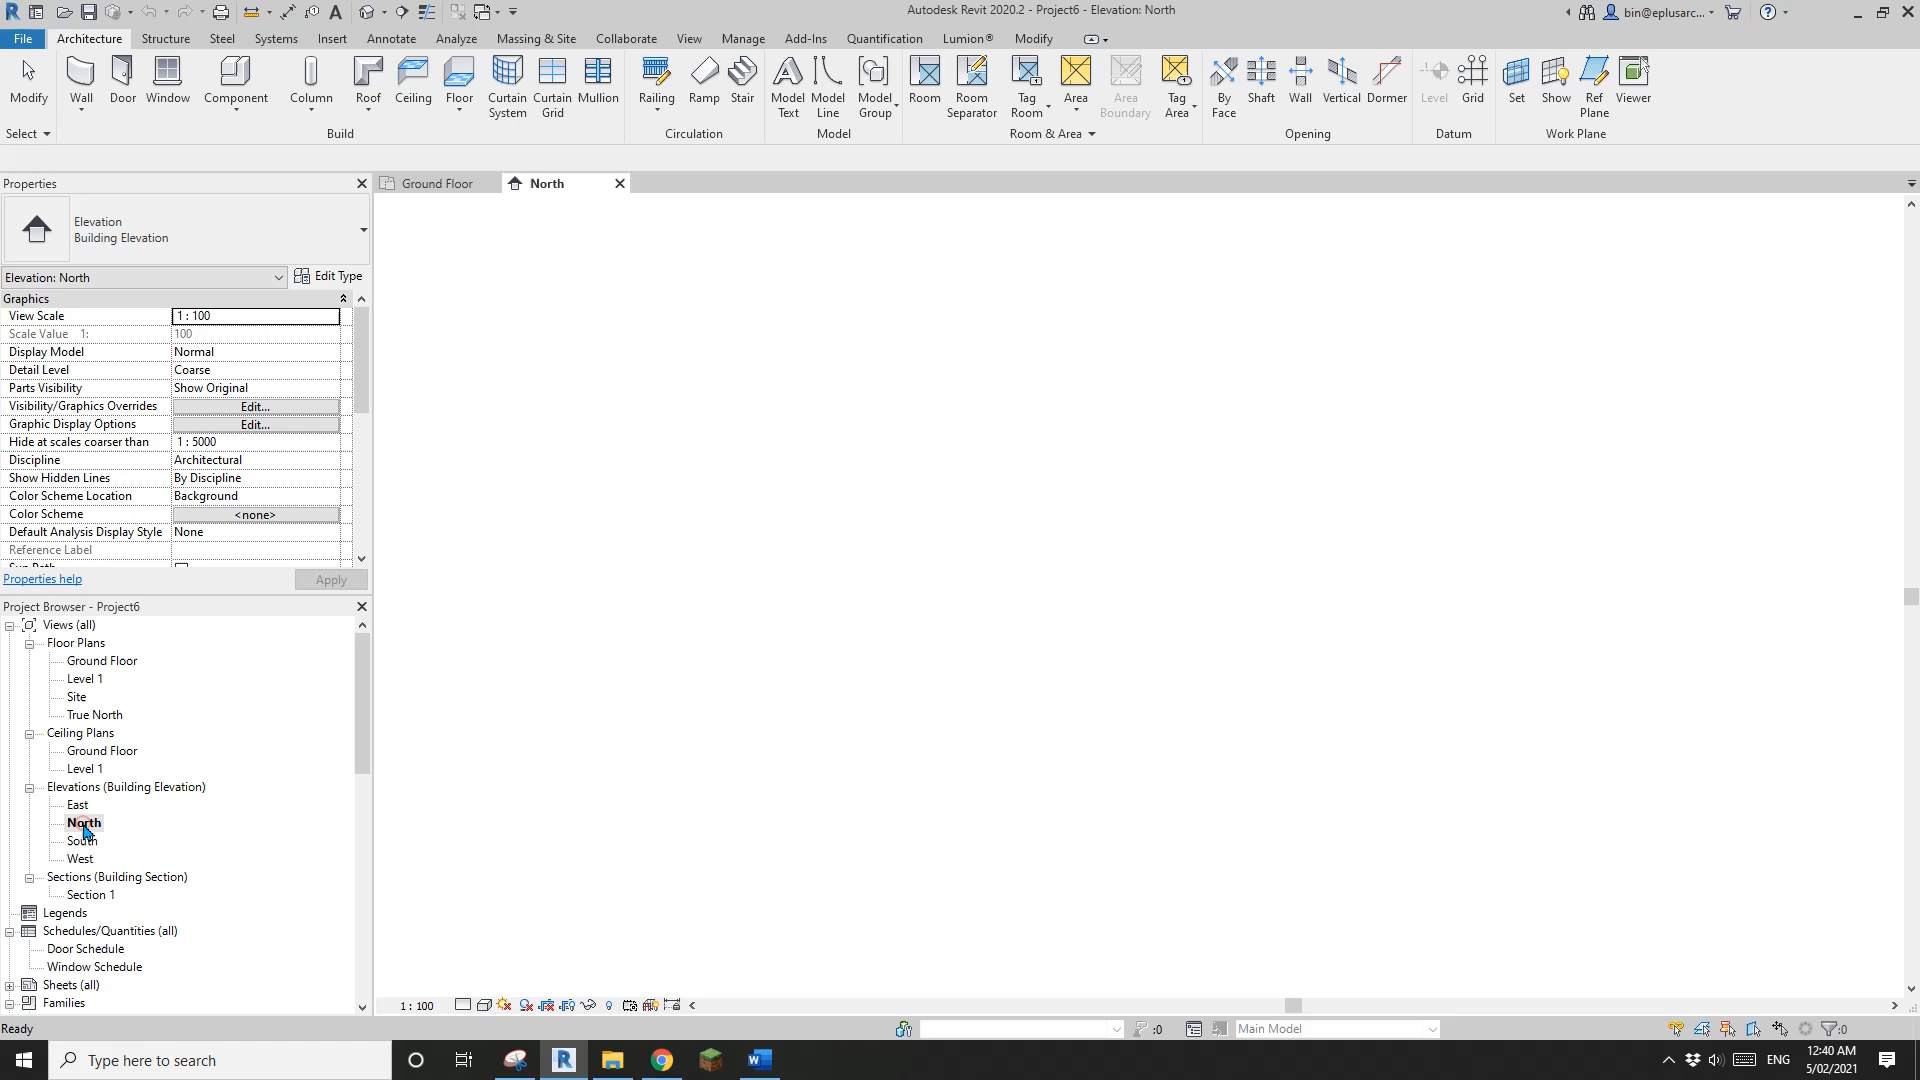 Autodesk Revit 2020.2 - Project6 - Elevation: North
bin@eplusarc...
File Architecture Structure Steel Systems Insert Annotate Analyze Massing & Site Collaborate View Manage Add-Ins Quantification Lumion® Modify
Modify Wall Door Window Component Column Roof Ceiling Floor Curtain System Curtain Grid Mullion Railing Ramp Stair Model Text Model Line Model Group Room Room Separator Tag Room Area Area Boundary Tag Area By Face Shaft Wall Vertical Dormer Level Grid Set Show Ref Plane Viewer
Select Build Circulation Model Room & Area Opening Datum Work Plane
Properties
Ground Floor North
Elevation
Building Elevation
Elevation: North Edit Type
Graphics
View Scale 1 : 100
Scale Value 1: 100
Display Model Normal
Detail Level Coarse
Parts Visibility Show Original
Visibility/Graphics Overrides Edit...
Graphic Display Options Edit...
Hide at scales coarser than 1 : 5000
Discipline Architectural
Show Hidden Lines By Discipline
Color Scheme Location Background
Color Scheme <none>
Default Analysis Display Style None
Reference Label
Sun Path
Properties help Apply
Project Browser - Project6
Views (all)
Floor Plans
Ground Floor
Level 1
Site
True North
Ceiling Plans
Ground Floor
Level 1
Elevations (Building Elevation)
East
North
South
West
Sections (Building Section)
Section 1
Legends
Schedules/Quantities (all)
Door Schedule
Window Schedule
Sheets (all)
Families
1 : 100
Ready :0 Main Model :0
Type here to search
ENG
12:40 AM
5/02/2021